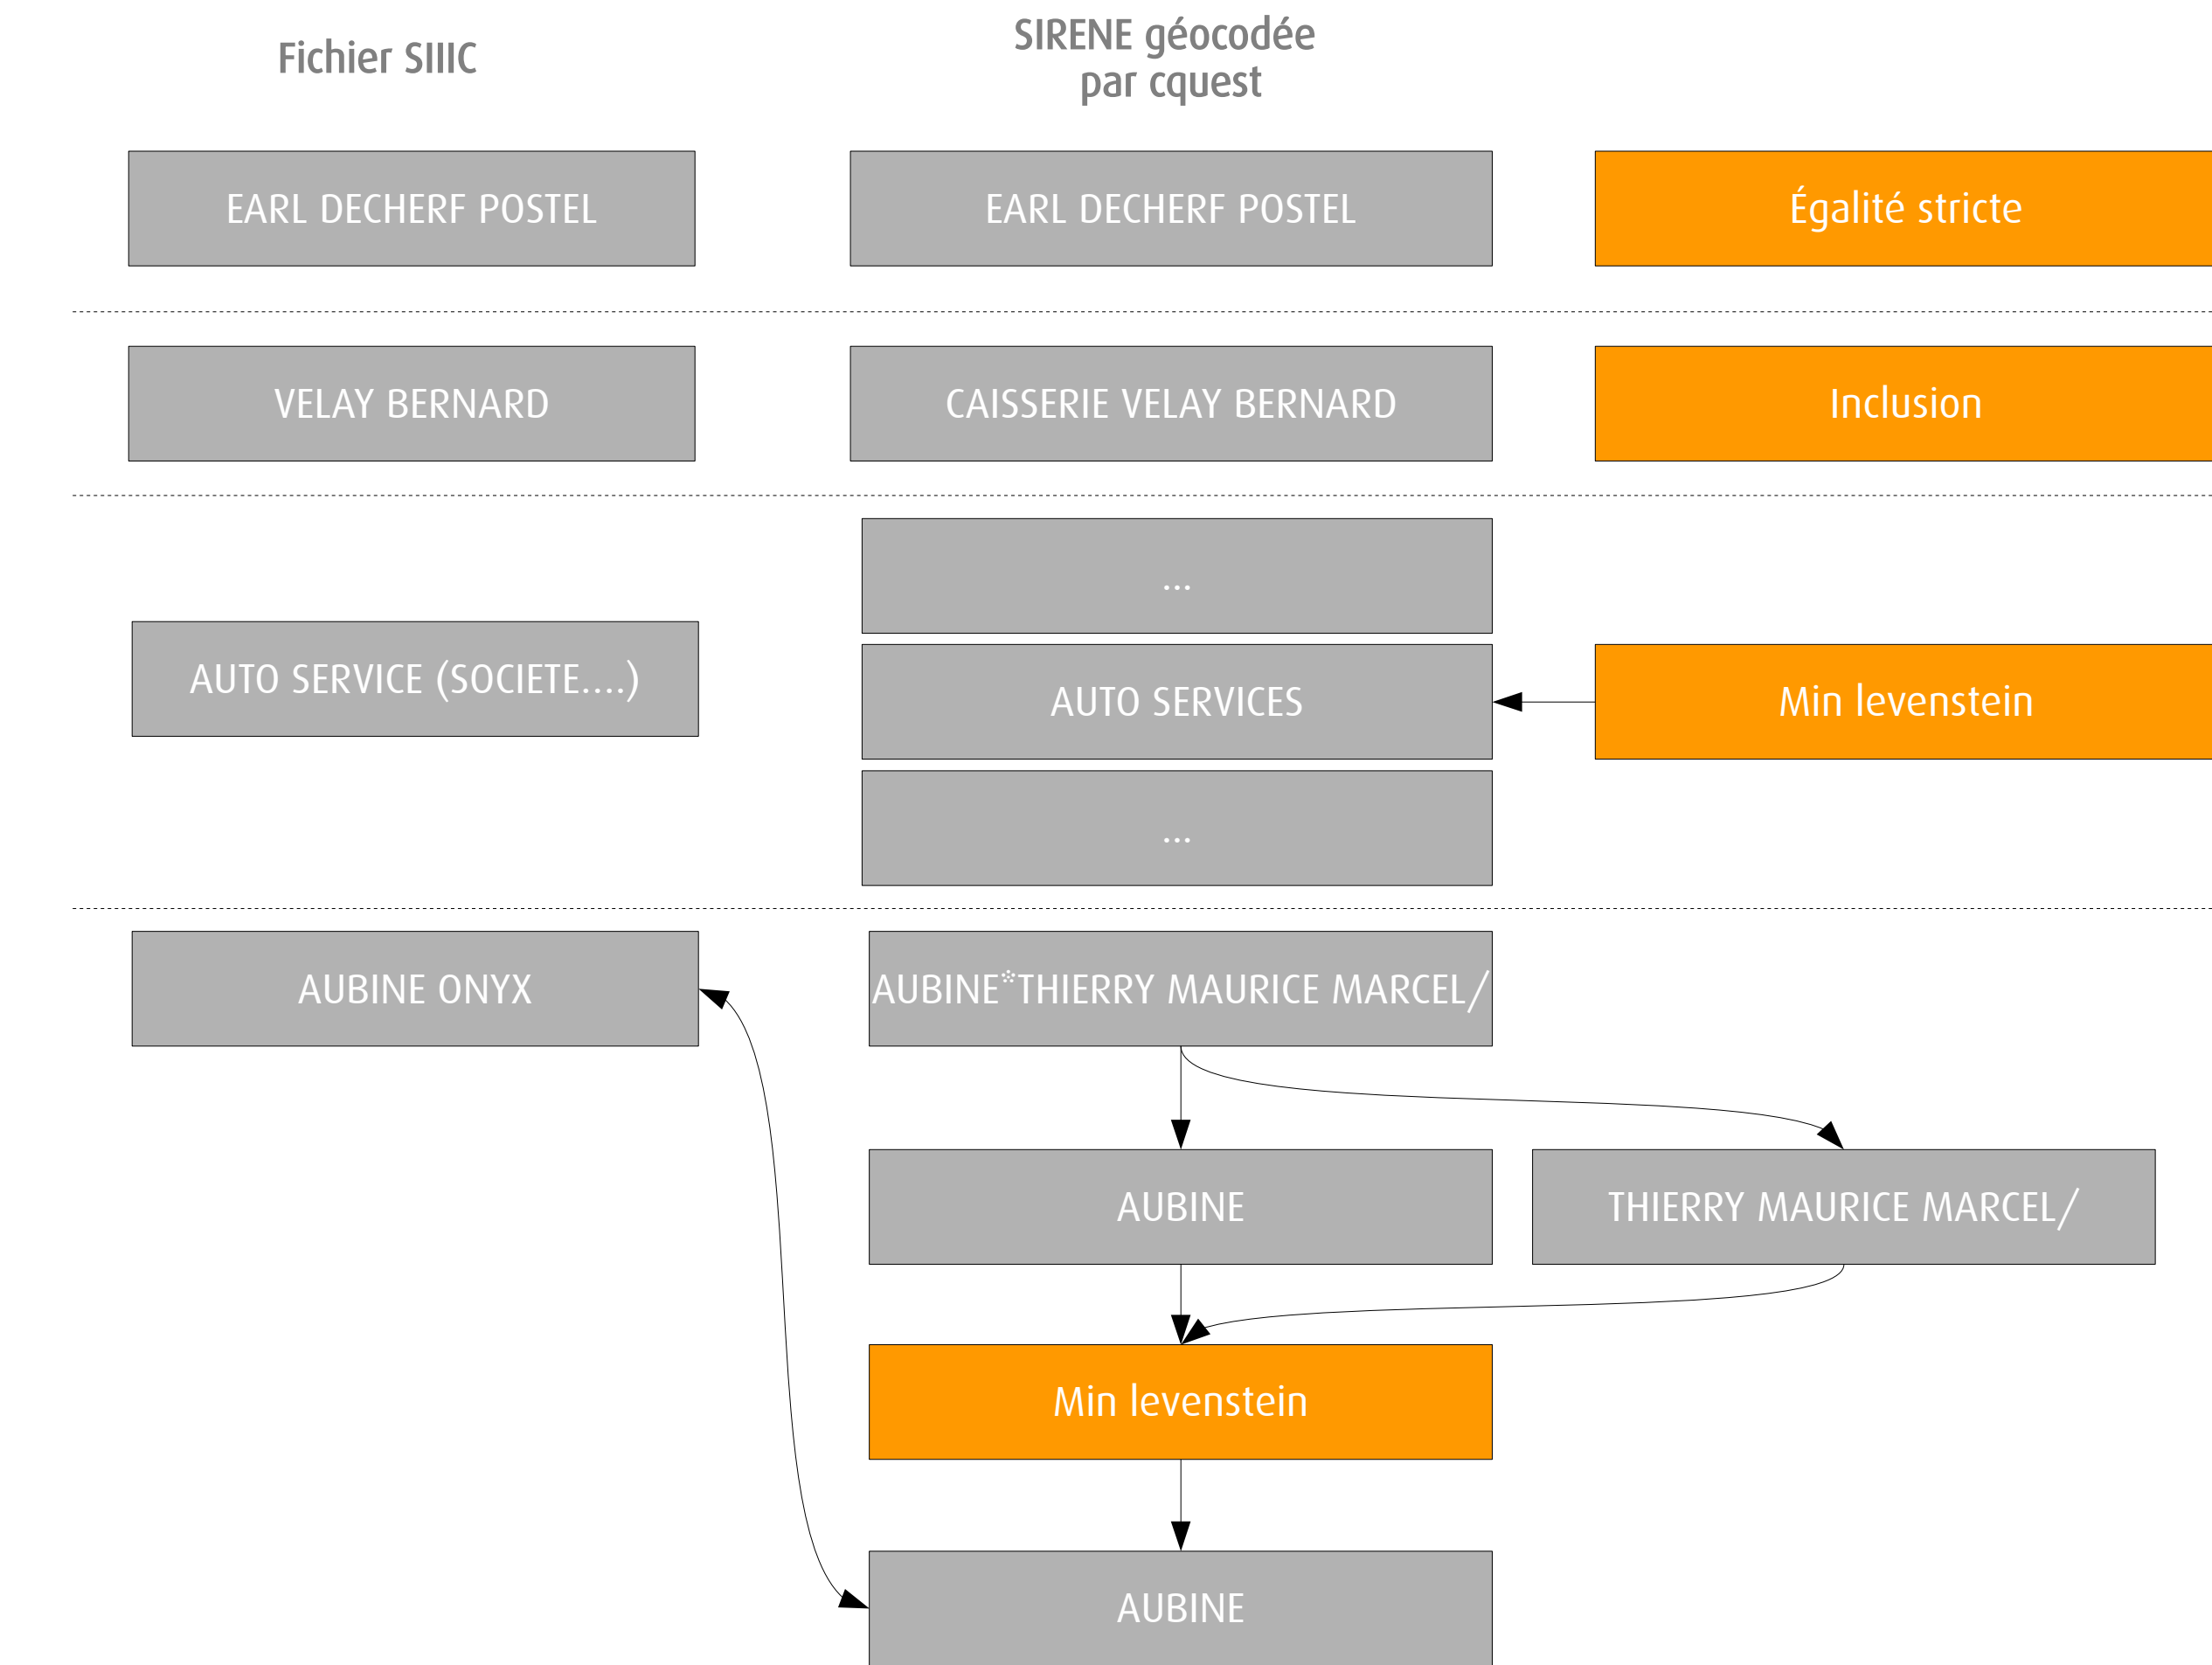 Fichier SIIIC
SIRENE géocodée
par cquest
EARL DECHERF POSTEL
EARL DECHERF POSTEL
Égalité stricte
VELAY BERNARD
CAISSERIE VELAY BERNARD
Inclusion
...
AUTO SERVICE (SOCIETE....)
AUTO SERVICES
Min levenstein
...
AUBINE ONYX
AUBINE*THIERRY MAURICE MARCEL/
AUBINE
THIERRY MAURICE MARCEL/
Min levenstein
AUBINE